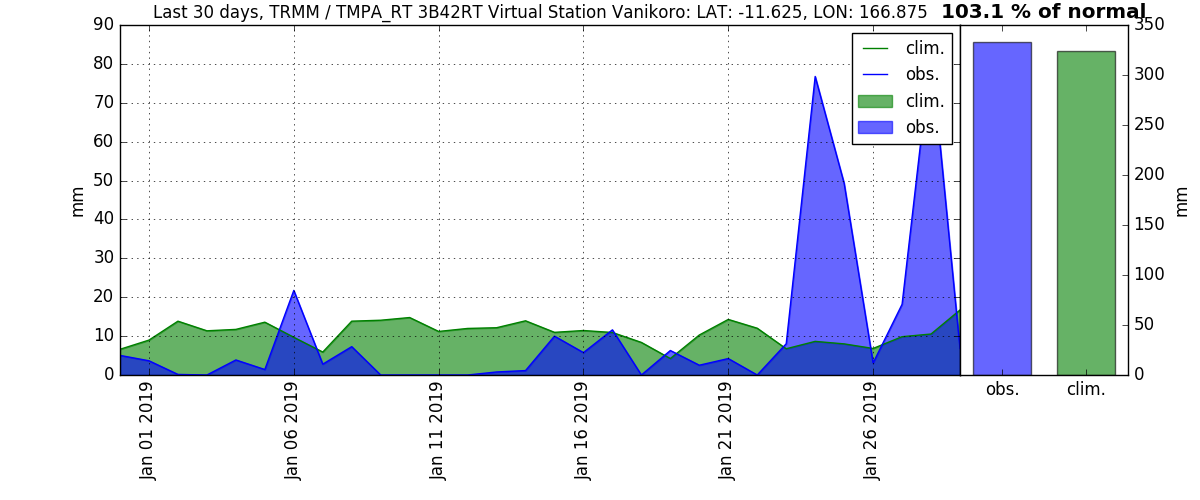 Last 30 days, TRMM / TMPA_RT 3B42RT Virtual Station Vanikoro: LAT: -11.625, LON: 166.875 103.1 % of normal
90
80
70
60
50
40
30
20
10
0
mm
clim.
obs.
clim.
obs.
Jan 01 2019
Jan 06 2019
Jan 11 2019
Jan 16 2019
Jan 21 2019
Jan 26 2019
350
300
250
200
150
100
50
0
mm
obs. clim.